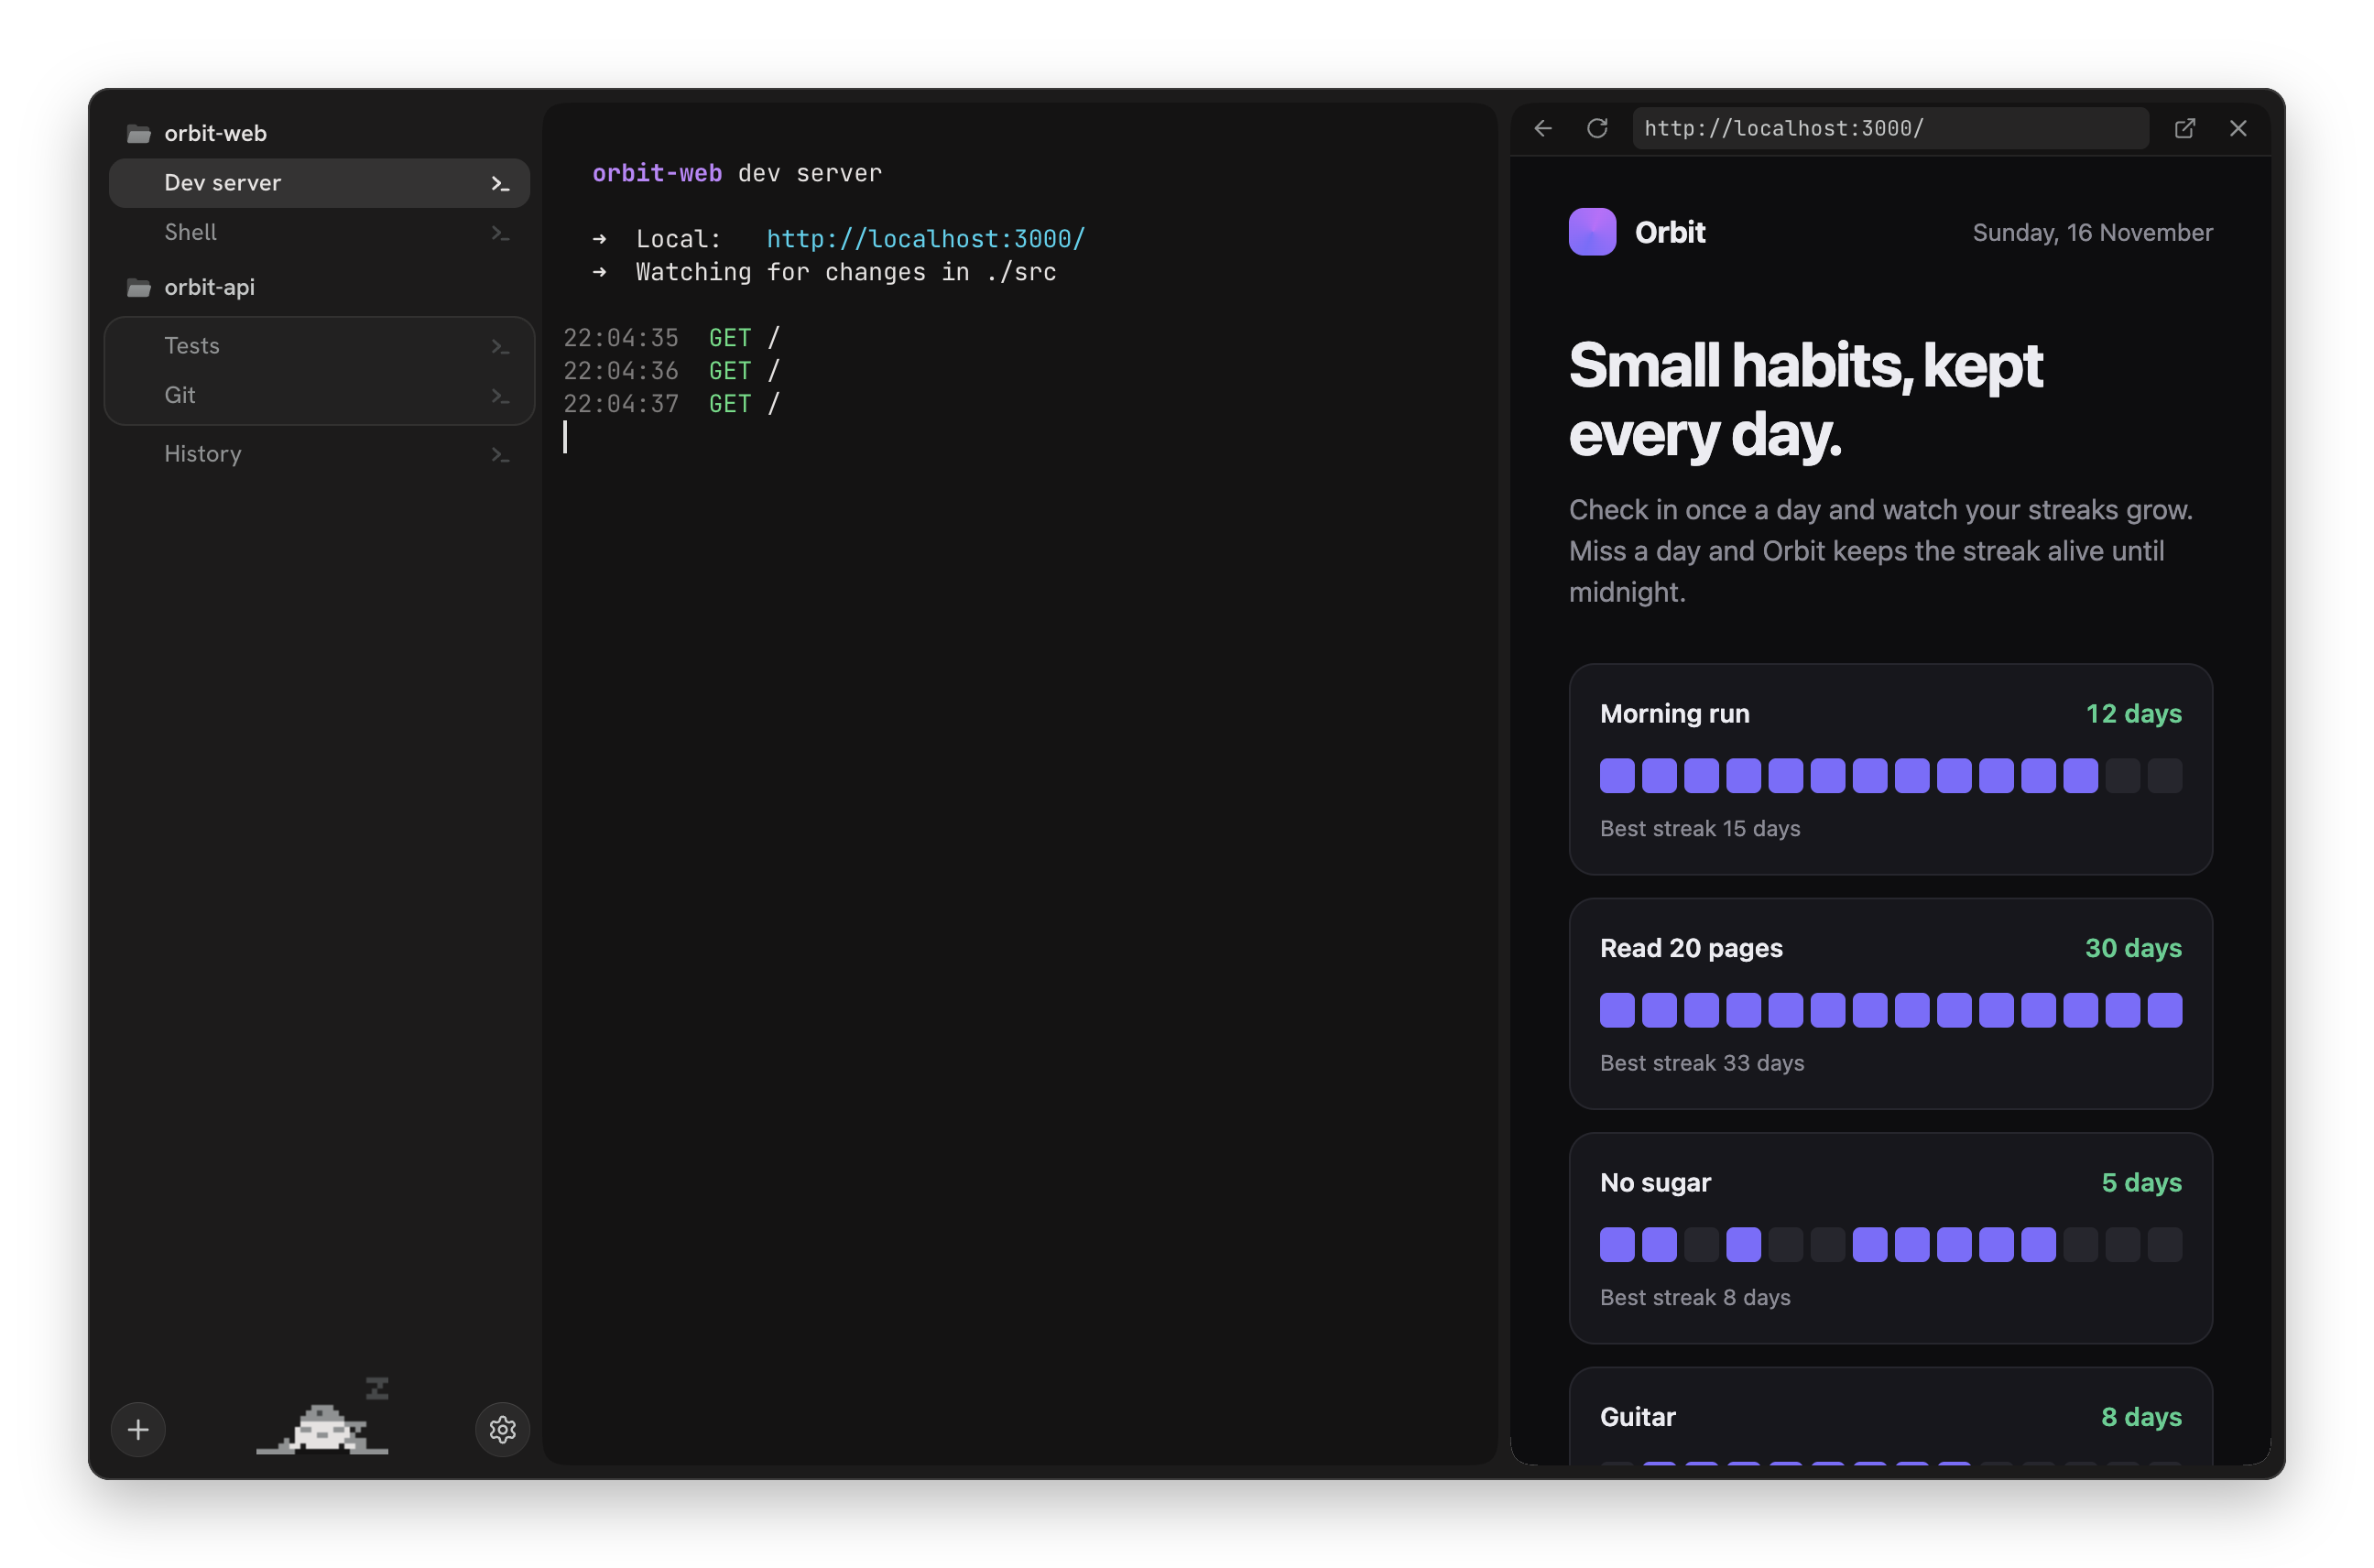 orbit-web
Dev server
Shell
orbit-api
Tests
Git
History
orbit-web dev server
➜ Local: http://localhost:3000/
➜ Watching for changes in ./src
22:04:35 GET /
22:04:36 GET /
22:04:37 GET /
http://localhost:3000/
Orbit
Sunday, 16 November
Small habits, kept
every day.
Check in once a day and watch your streaks grow.
Miss a day and Orbit keeps the streak alive until
midnight.
Morning run
12 days
Best streak 15 days
Read 20 pages
30 days
Best streak 33 days
No sugar
5 days
Best streak 8 days
Guitar
8 days
Z